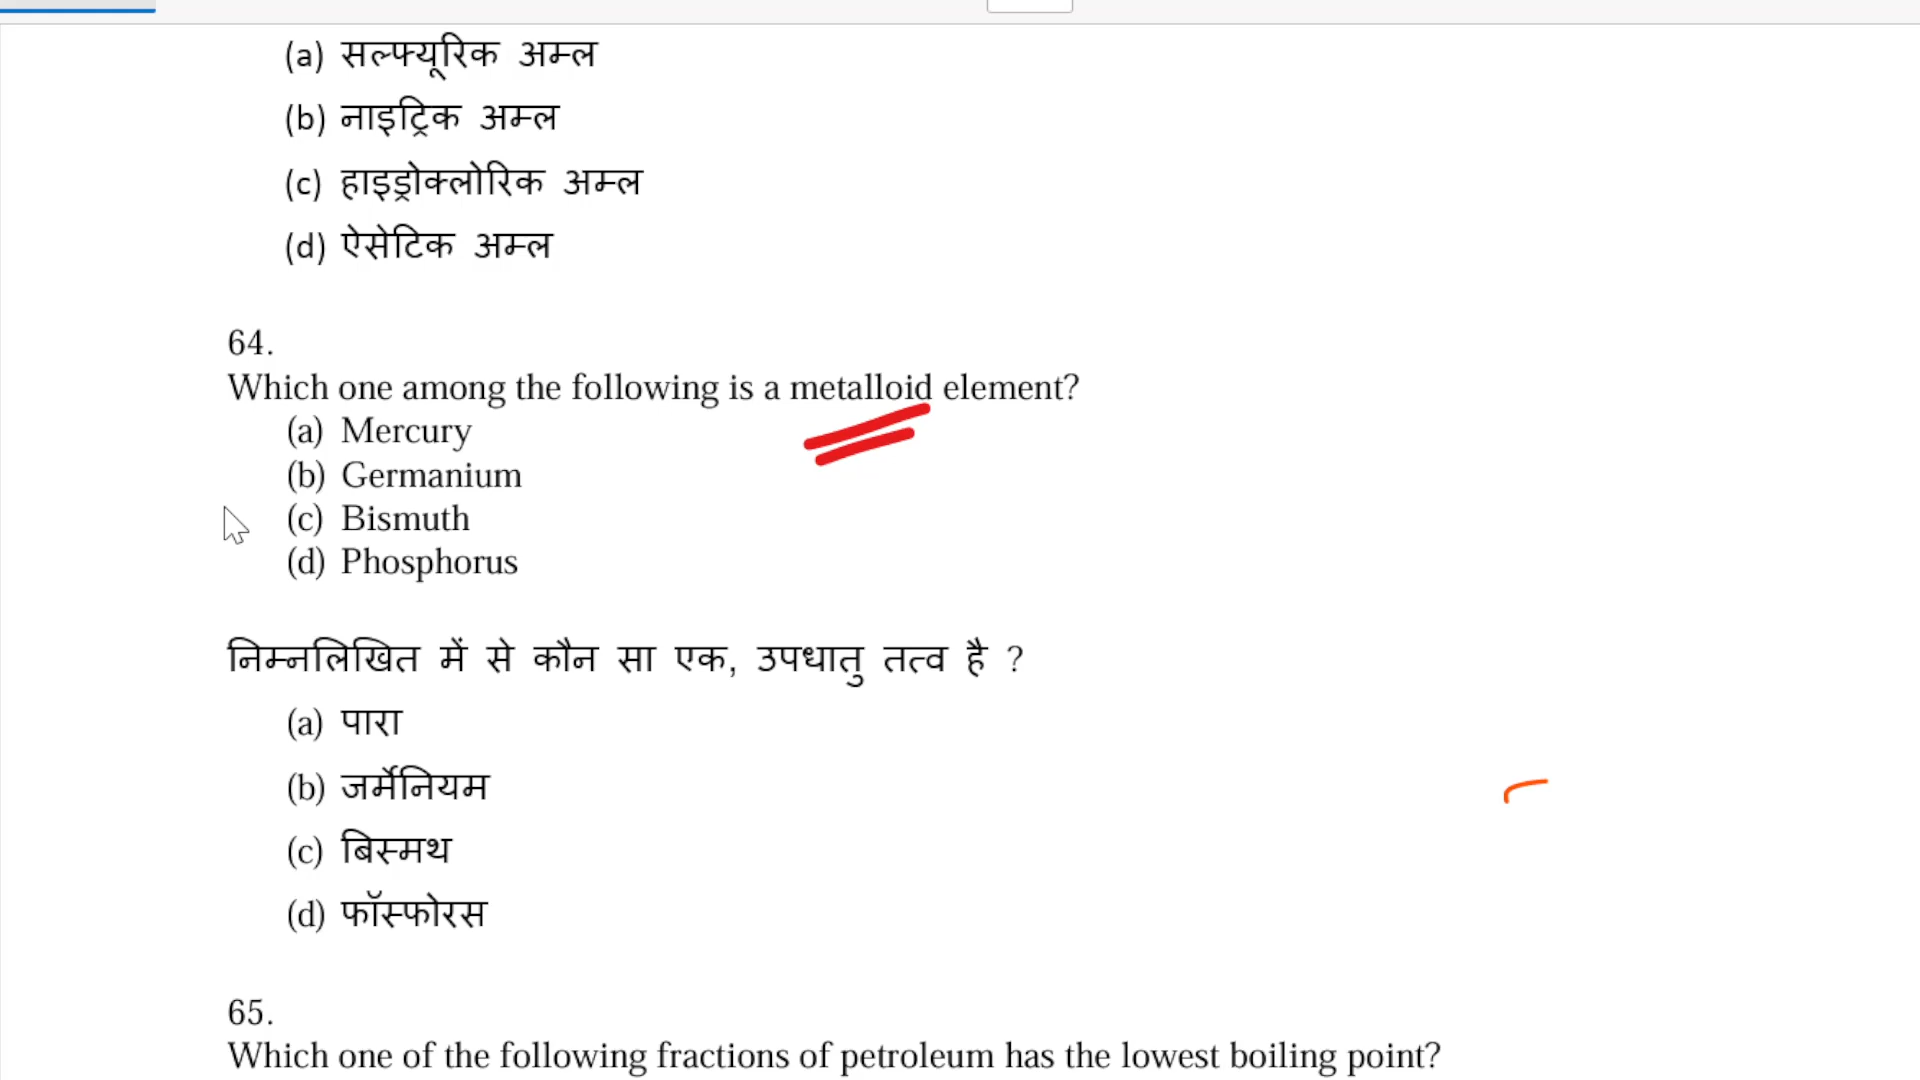 (a) सल्फ्यूरिक अम्ल
(b) नाइट्रिक अम्ल
(c) हाइड्रोक्लोरिक अम्ल
(d) ऐसेटिक अम्ल
64.
Which one among the following is a metalloid element?
(a) Mercury
(b) Germanium
(c) Bismuth
(d) Phosphorus
निम्नलिखित में से कौन सा एक, उपधातु तत्व है ?
(a) पारा
(b) जर्मेनियम
(c) बिस्मथ
(d) फॉस्फोरस
65.
Which one of the following fractions of petroleum has the lowest boiling point?